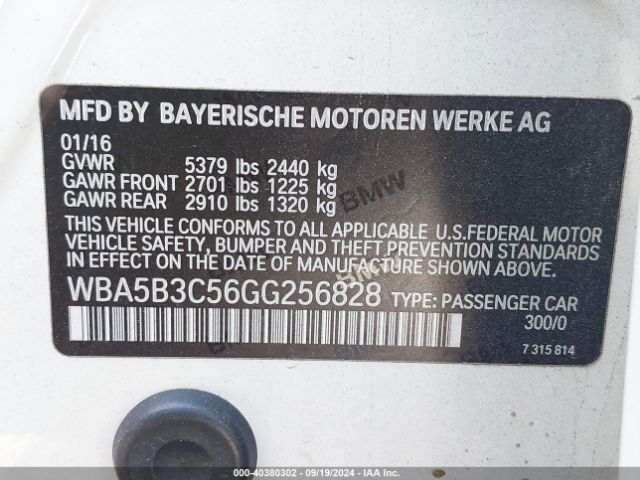 MFD BY BAYERISCHE MOTOREN WERKE AG
01/16
GVWR 5379 lbs 2440 kg
GAWR FRONT 2701 lbs 1225 kg
GAWR REAR 2910 lbs 1320 kg
BMW
THIS VEHICLE CONFORMS TO ALL APPLICABLE U.S.FEDERAL MOTOR
VEHICLE SAFETY, BUMPER AND THEFT PREVENTION STANDARDS
IN EFFECT ON THE DATE OF MANUFACTURE SHOWN ABOVE.
WBA5B3C56GG256828 TYPE: PASSENGER CAR
300/0
7 315 814
000-40380302 - 09/19/2024 - IAA Inc.